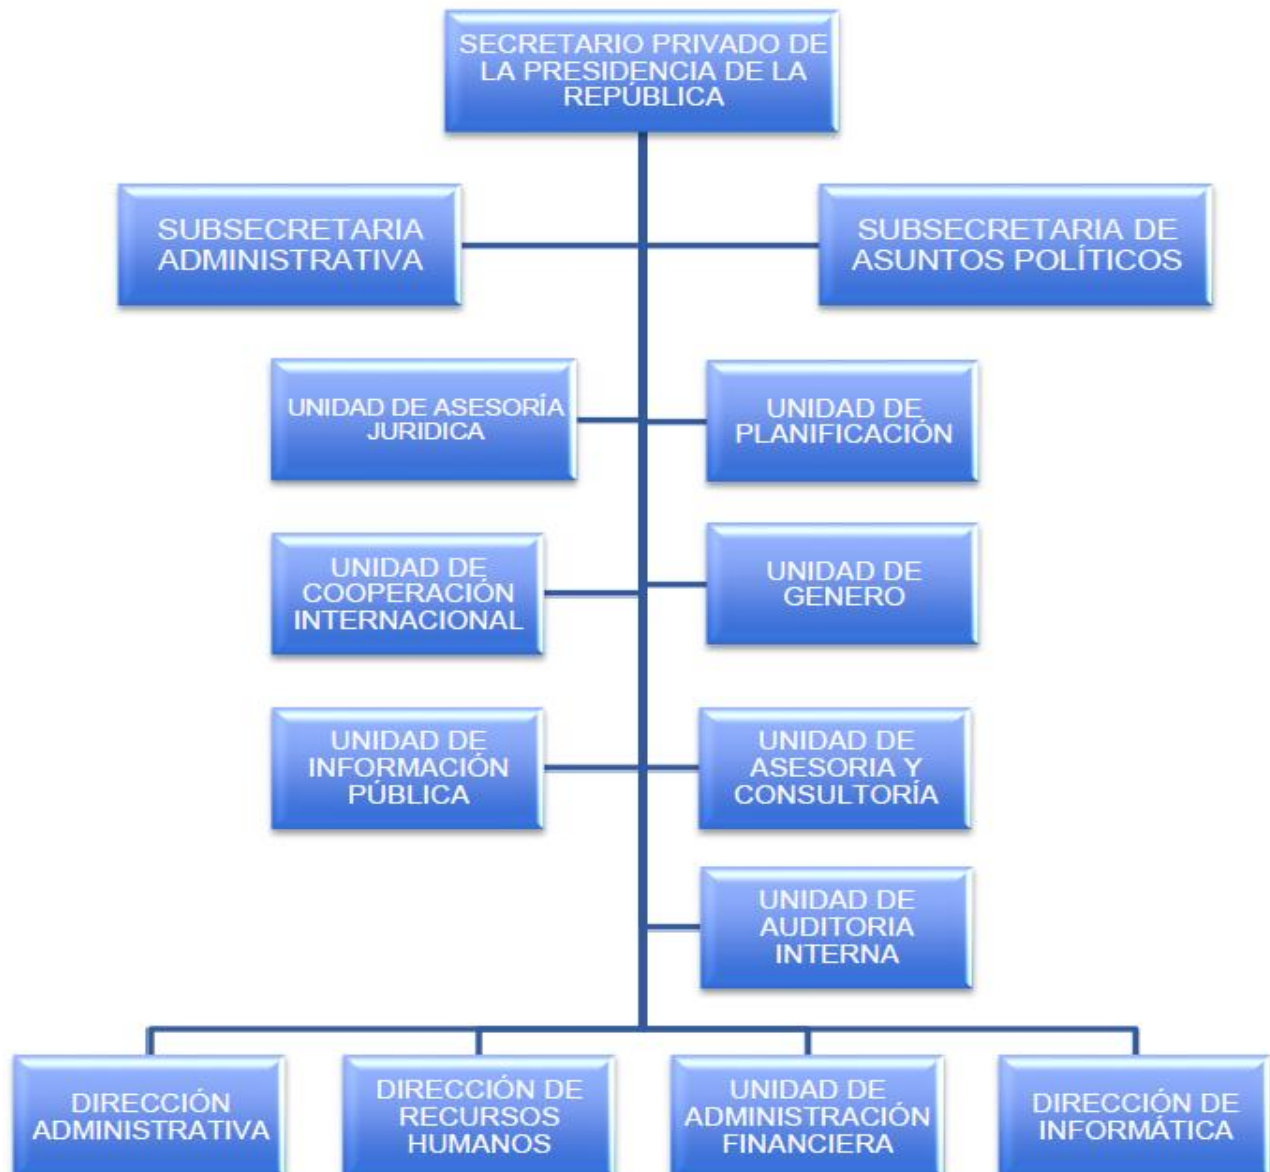 SECRETARIO PRIVADO DE
LA PRESIDENCIA DE LA
REPÚBLICA
SUBSECRETARIA
ADMINISTRATIVA
SUBSECRETARIA DE
ASUNTOS POLÍTICOS
UNIDAD DE ASESORÍA
JURIDICA
UNIDAD DE
PLANIFICACIÓN
UNIDAD DE
COOPERACIÓN
INTERNACIONAL
UNIDAD DE
GENERO
UNIDAD DE
INFORMACIÓN
PÚBLICA
UNIDAD DE
ASESORIA Y
CONSULTORÍA
UNIDAD DE
AUDITORIA
INTERNA
DIRECCIÓN
ADMINISTRATIVA
DIRECCIÓN DE
RECURSOS
HUMANOS
UNIDAD DE
ADMINISTRACIÓN
FINANCIERA
DIRECCIÓN DE
INFORMÁTICA